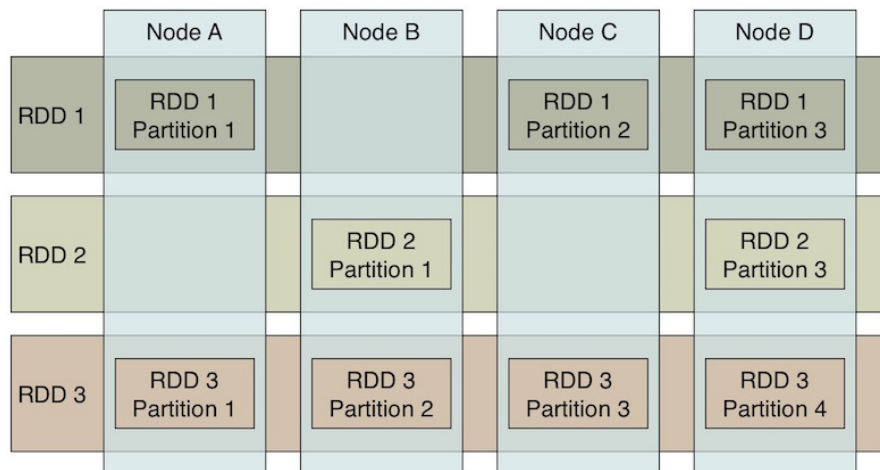 Node A
Node B
Node C
Node D
RDD 1
RDD 1
Partition 1
RDD 1
Partition 2
RDD 1
Partition 3
RDD 2
RDD 2
Partition 1
RDD 2
Partition 3
RDD 3
RDD 3
Partition 1
RDD 3
Partition 2
RDD 3
Partition 3
RDD 3
Partition 4